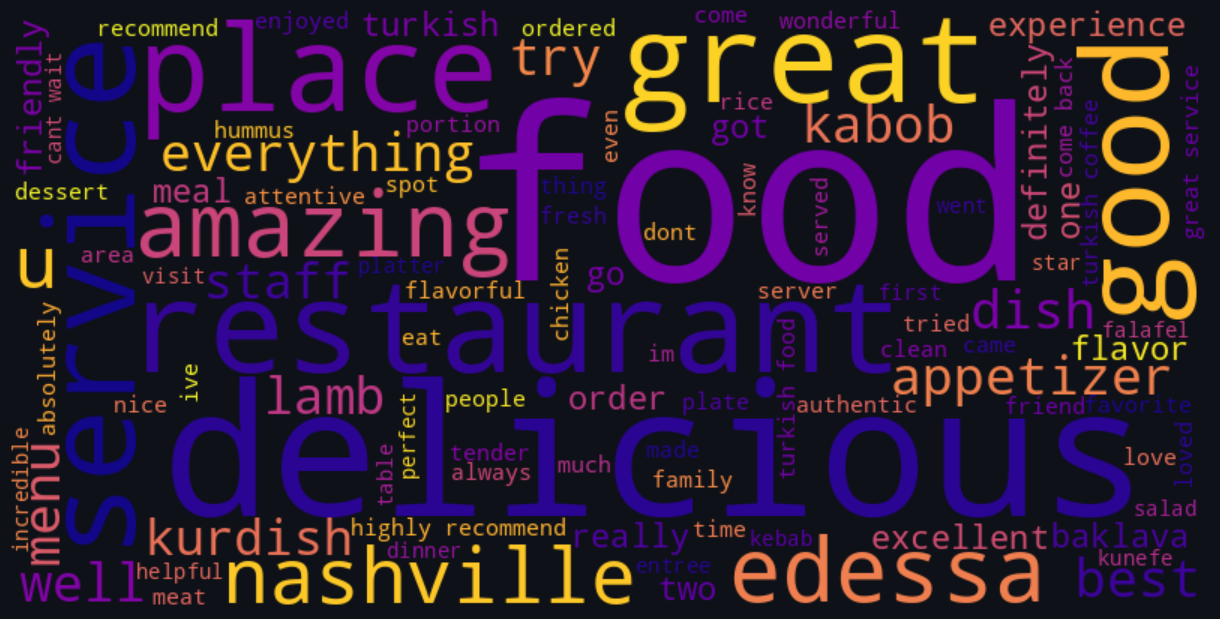 recommend
enjoyed
turkish
ordered
come
wonderful
experience
friendly
cant wait
service
place
try
great
good
hummus
portion
everything
even
rice
got
kabob
definitely
come back
one
turkish coffee
great service
food
dessert
meal
attentive
spot
amazing
thing
fresh
dont
know
served
went
u
area
visit
staff
platter
flavorful
chicken
go
server
first
star
dish
falafel
restaurant
eat
im
tried
clean
came
flavor
absolutely
ive
nice
lamb
perfect
people
order
plate
turkish food
authentic
appetizer
friend
favorite
delicious
table
tender
always
much
made
family
love
loved
incredible
menu
salad
kurdish
highly recommend
really
time
kebab
excellent
baklava
dinner
kunefe
well
helpful
meat
nashville
entree
two
edessa
best